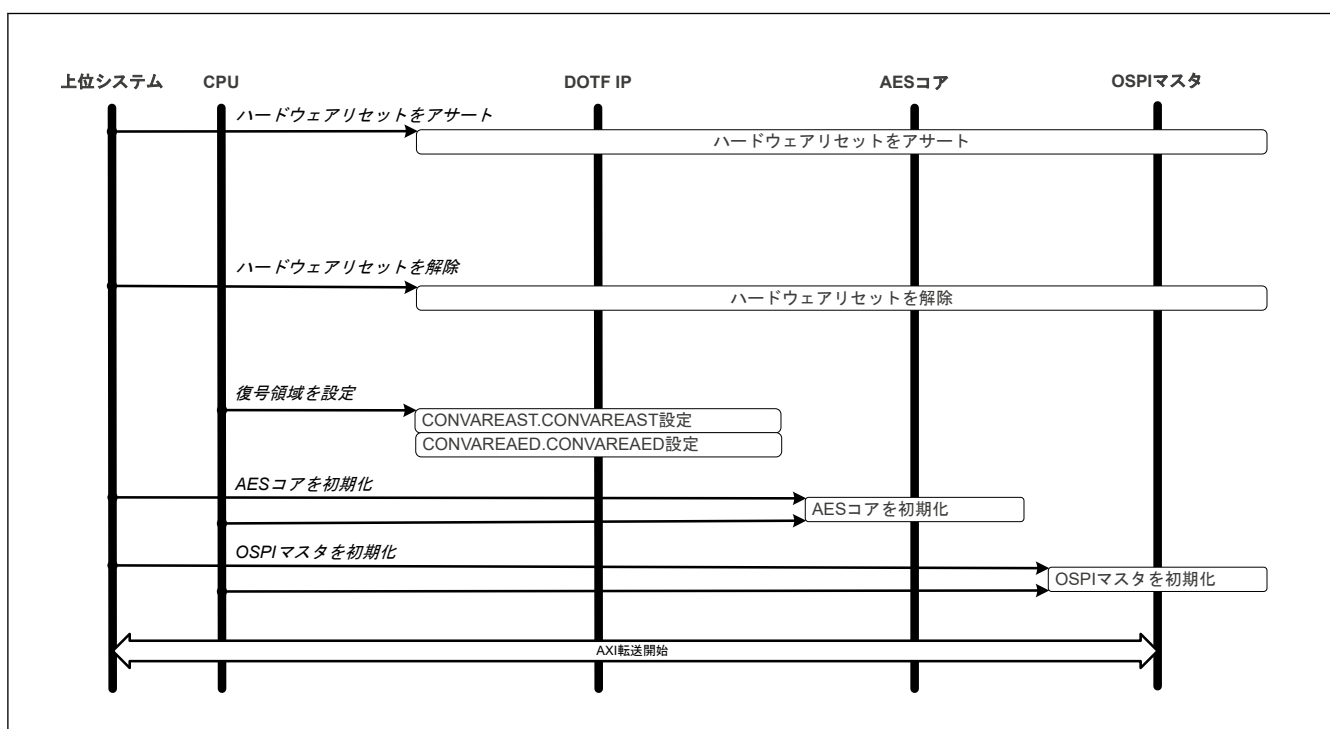 上位システム
CPU
DOTF IP
AESコア
OSPIマスタ
ハードウェアリセットをアサート
ハードウェアリセットをアサート
ハードウェアリセットを解除
ハードウェアリセットを解除
復号領域を設定
CONVAREAST.CONVAREAST設定
CONVAREAED.CONVAREAED設定
AESコアを初期化
AESコアを初期化
OSPIマスタを初期化
OSPIマスタを初期化
AXI転送開始